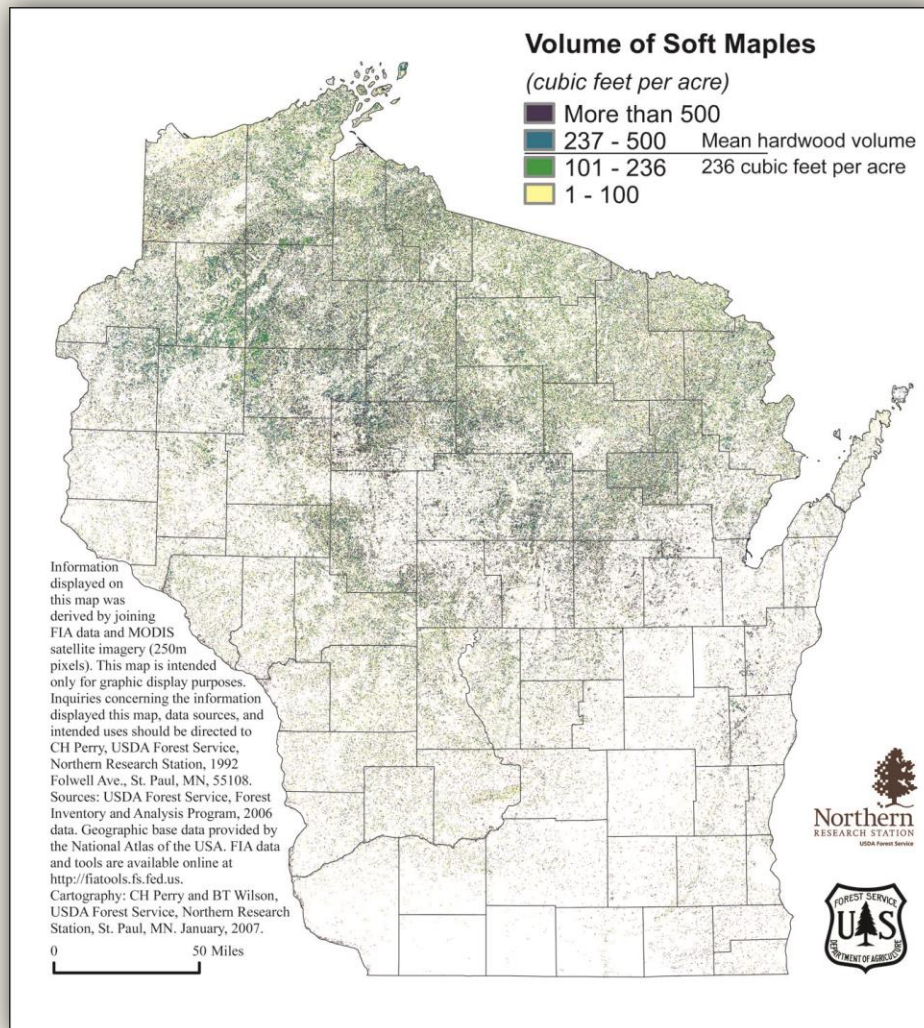 Volume of Soft Maples
(cubic feet per acre)
More than 500
237 - 500 Mean hardwood volume
101 - 236 236 cubic feet per acre
1 - 100
Information
displayed on
this map was
derived by joining
FIA data and MODIS
satellite imagery (250m
pixels). This map is intended
only for graphic display purposes.
Inquiries concerning the information
displayed this map, data sources, and
intended uses should be directed to
CH Perry, USDA Forest Service,
Northern Research Station, 1992
Folwell Ave., St. Paul, MN, 55108.
Sources: USDA Forest Service, Forest
Inventory and Analysis Program, 2006
data. Geographic base data provided by
the National Atlas of the USA. FIA data
and tools are available online at
http://fiatools.fs.fed.us.
Cartography: CH Perry and BT Wilson,
USDA Forest Service, Northern Research
Station, St. Paul, MN. January, 2007.
0 50 Miles
Northern
RESEARCH STATION
USDA Forest Service
FOREST SERVICE
U S
DEPARTMENT OF AGRICULTURE